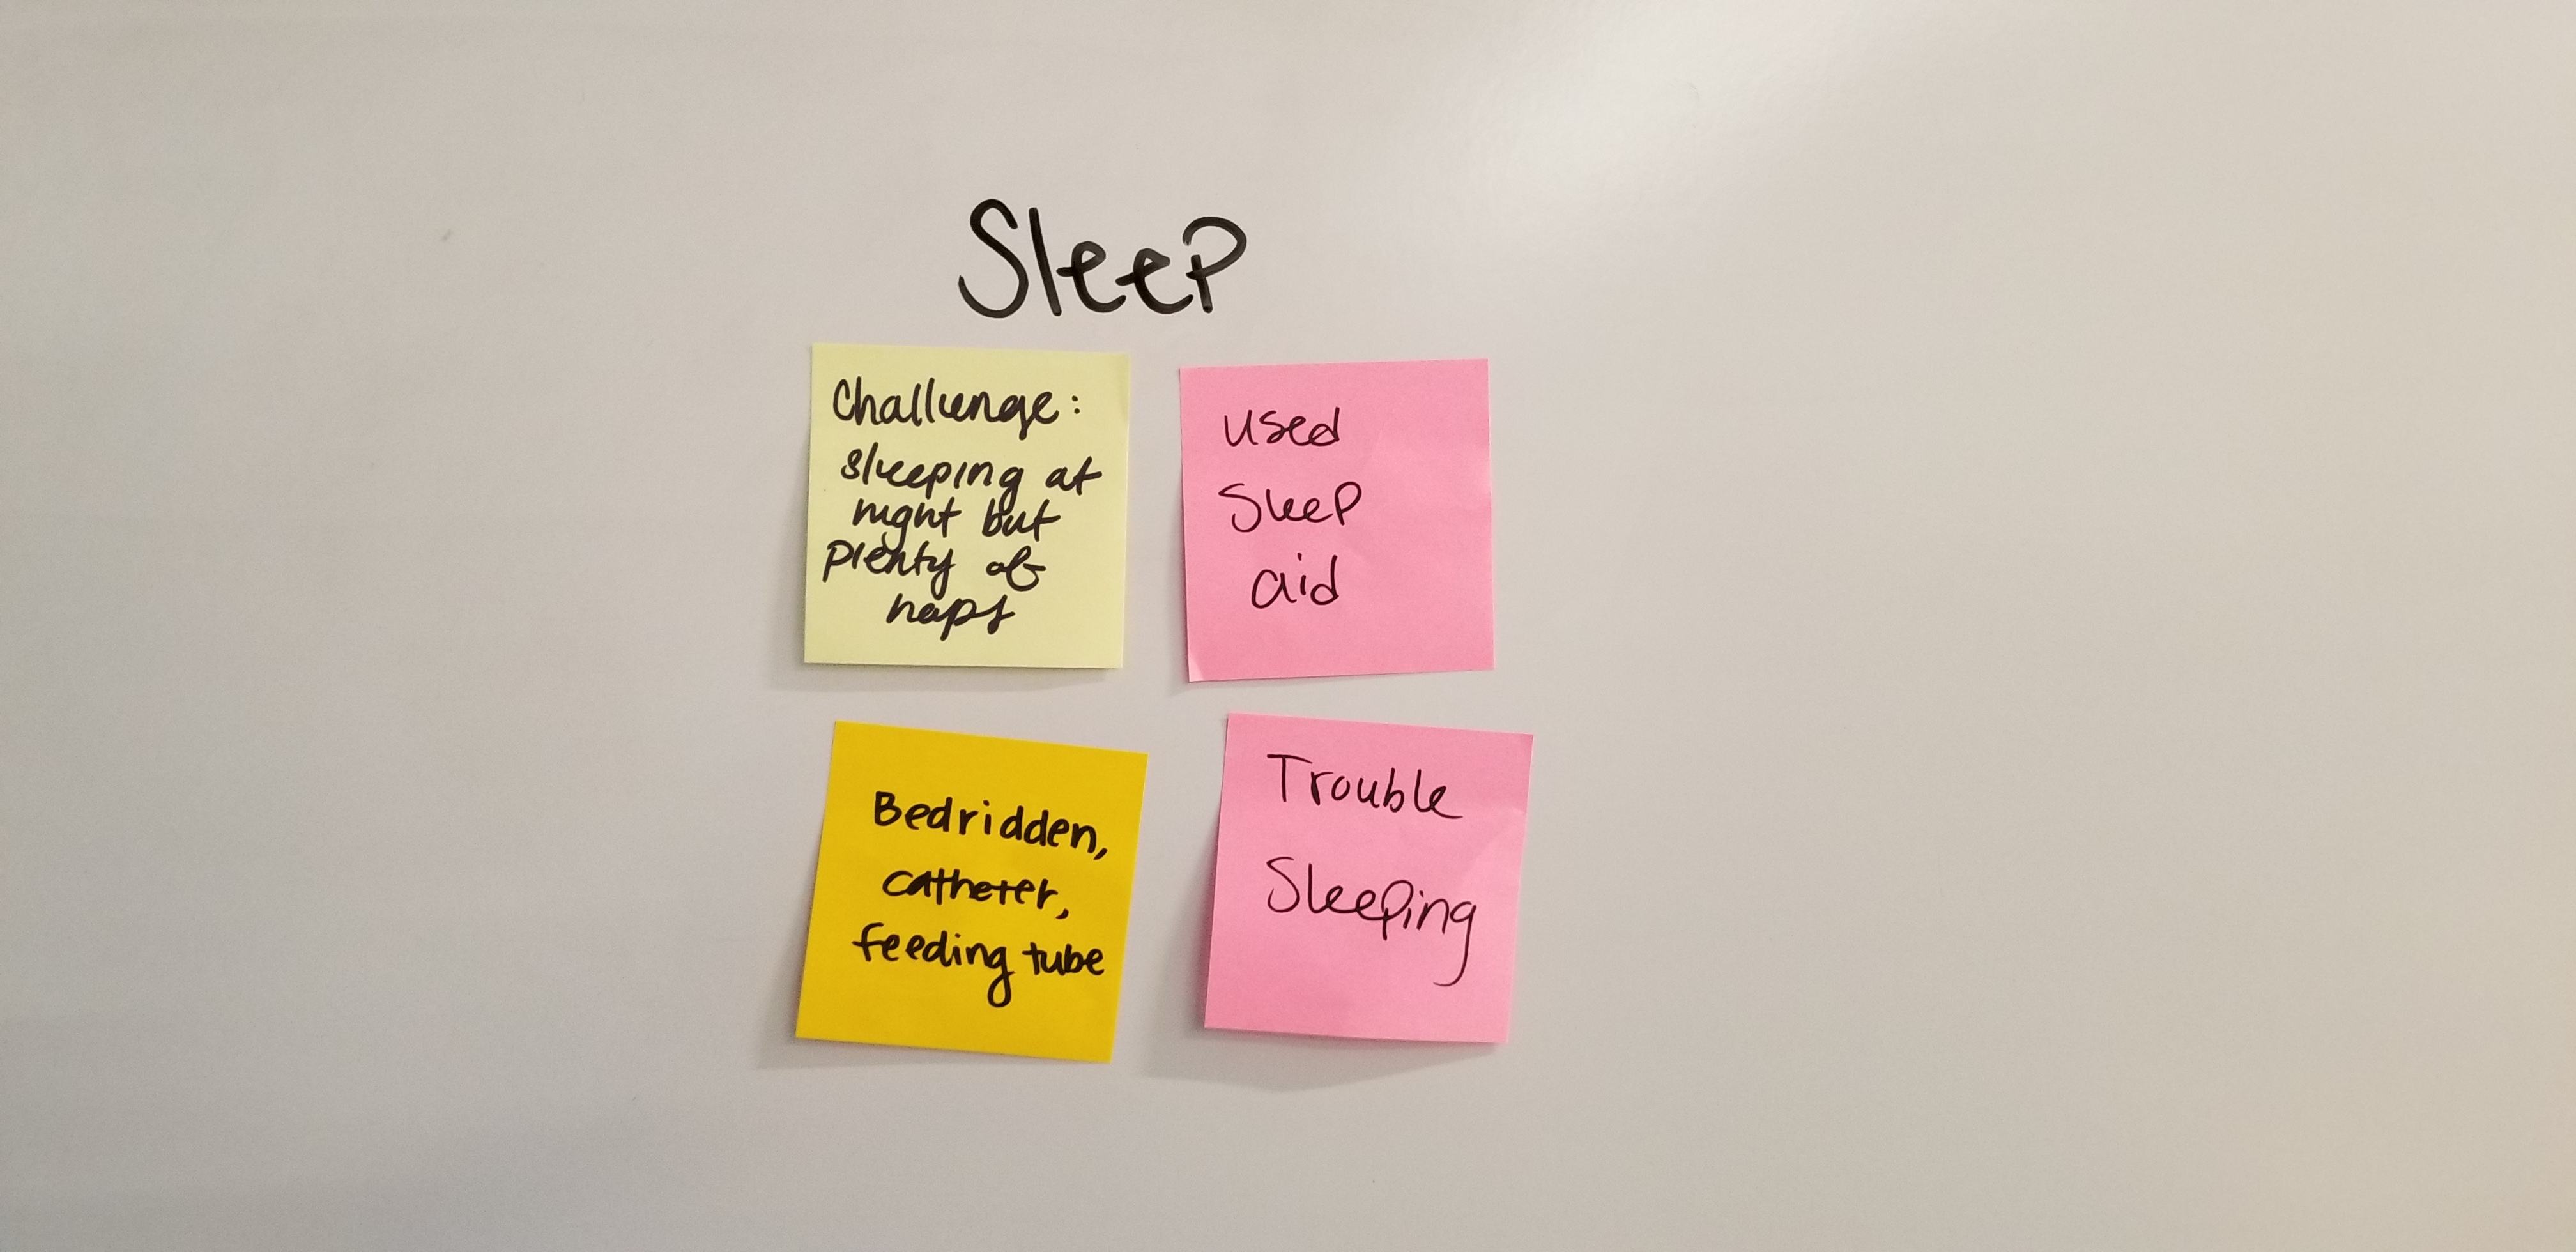 Sleep
Challenge:
sleeping at
night but
plenty of
naps
used
Sleep
aid
Bedridden,
catheter,
feeding tube
Trouble
Sleeping